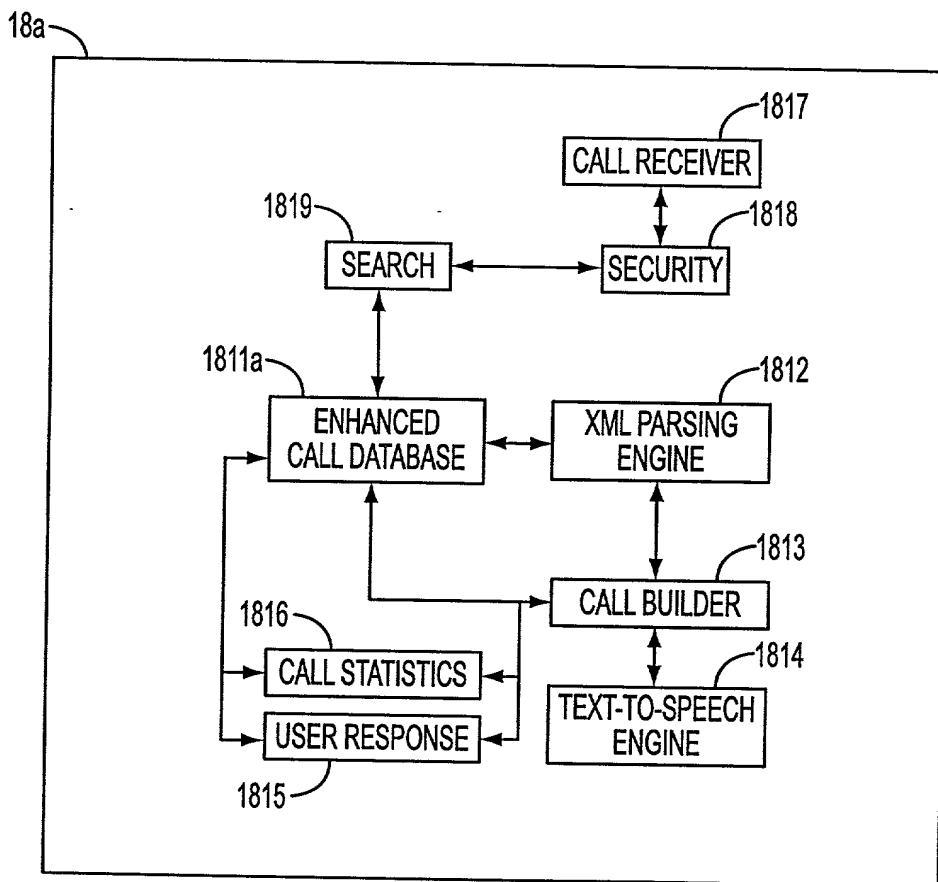 18a
1817
CALL RECEIVER
1819
1818
SEARCH
SECURITY
1811a
1812
ENHANCED
CALL DATABASE
XML PARSING
ENGINE
1813
CALL BUILDER
1816
CALL STATISTICS
1814
TEXT-TO-SPEECH
ENGINE
USER RESPONSE
1815